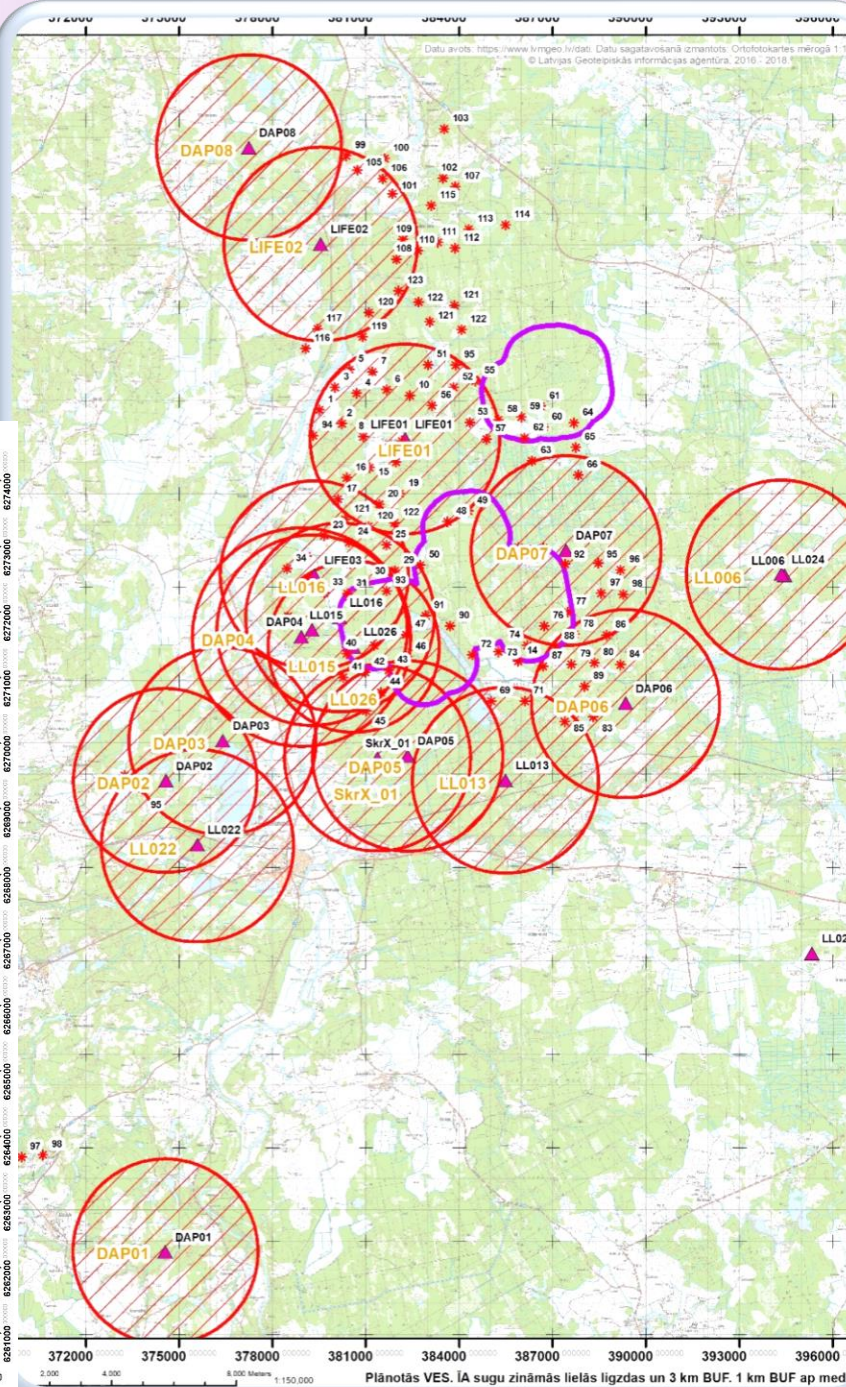 372000 375000 378000 381000 384000 387000 390000 393000 396000
Datu avots: https://www.lvmgeo.lv/dati. Datu sagatavošanā izmantots: Ortofotokartes mērogā 1:1
© Latvijas Ģeotelpiskās informācijas aģentūra, 2016 - 2018.
103
DAP08
DAP08
99
100
105
106
102
107
101
115
114
113
LIFE02
LIFE02
109
110
111
112
108
123
122
121
120
121
122
117
119
116
5
7
51
95
55
3
4
6
10
52
56
61
1
2
58
59
60
64
94
8
LIFE01
LIFE01
53
57
62
LIFE01
65
63
66
16
15
17
19
20
49
121
120
122
48
23
24
25
DAP07
DAP07
92
95
96
34
LIFE03
29
50
30
LL016
33
31
93
97
98
LL016
91
77
DAP04
LL015
DAP04
LL026
47
90
76
78
86
46
74
88
40
72
73
14
LL015
41
42
43
87
79
80
84
44
89
LL026
69
71
DAP06
DAP06
45
85
83
DAP03
DAP03
SkrX_01
DAP05
DAP05
DAP02
DAP02
LL013
LL013
SkrX_01
95
LL022
LL022
LL006
LL006
LL024
LL02
97
98
DAP01
DAP01
6274000
6273000
6272000
6271000
6270000
6269000
6268000
6267000
6266000
6265000
6264000
6263000
6262000
6261000
372000 375000 378000 381000 384000 387000 390000 393000 396000
2,000 4,000 8,000 Meters
1:150,000
Plānotās VES. ĪA sugu zināmās lielās ligzdas un 3 km BUF. 1 km BUF ap med